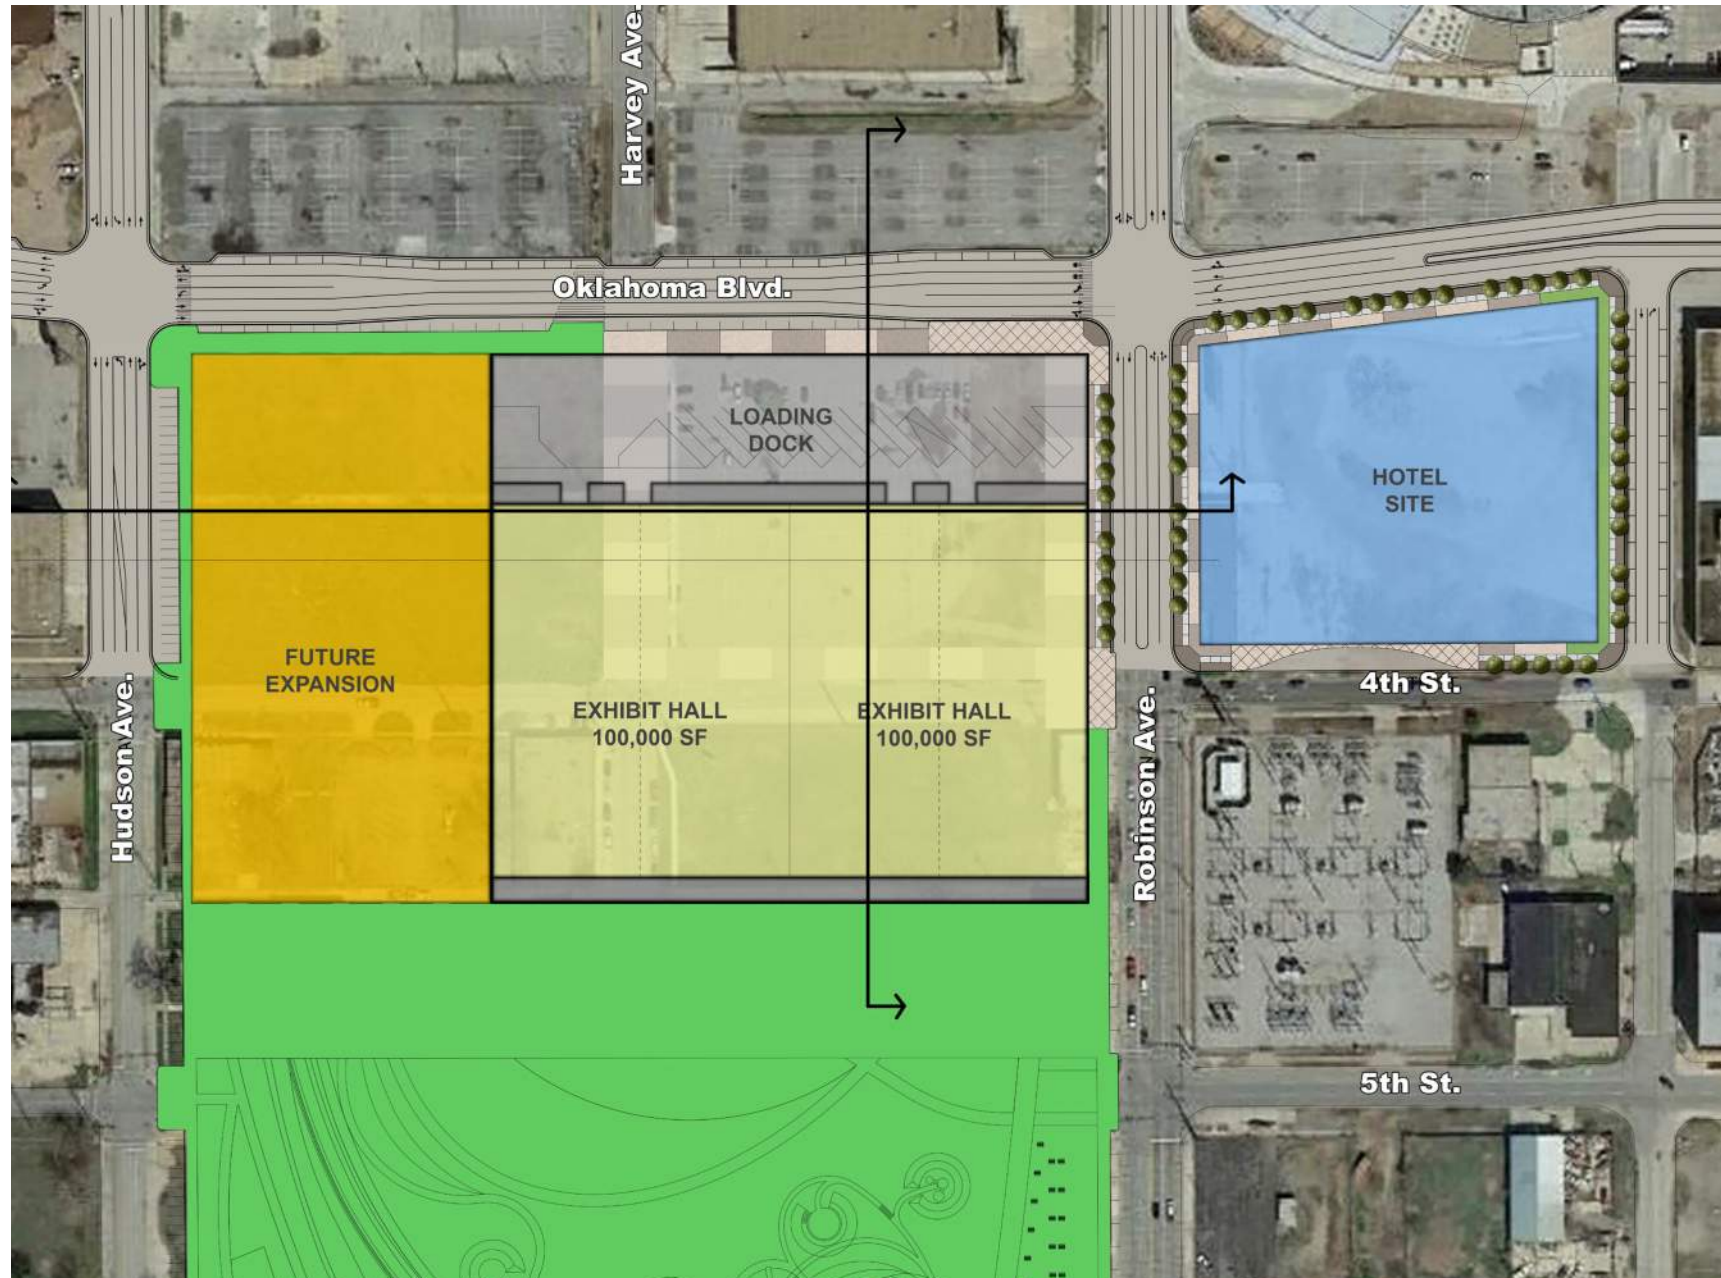 Harvey Ave.
Oklahoma Blvd.
LOADING
DOCK
HOTEL
SITE
FUTURE
EXPANSION
EXHIBIT HALL
100,000 SF
EXHIBIT HALL
100,000 SF
4th St.
Hudson Ave.
Robinson Ave.
5th St.